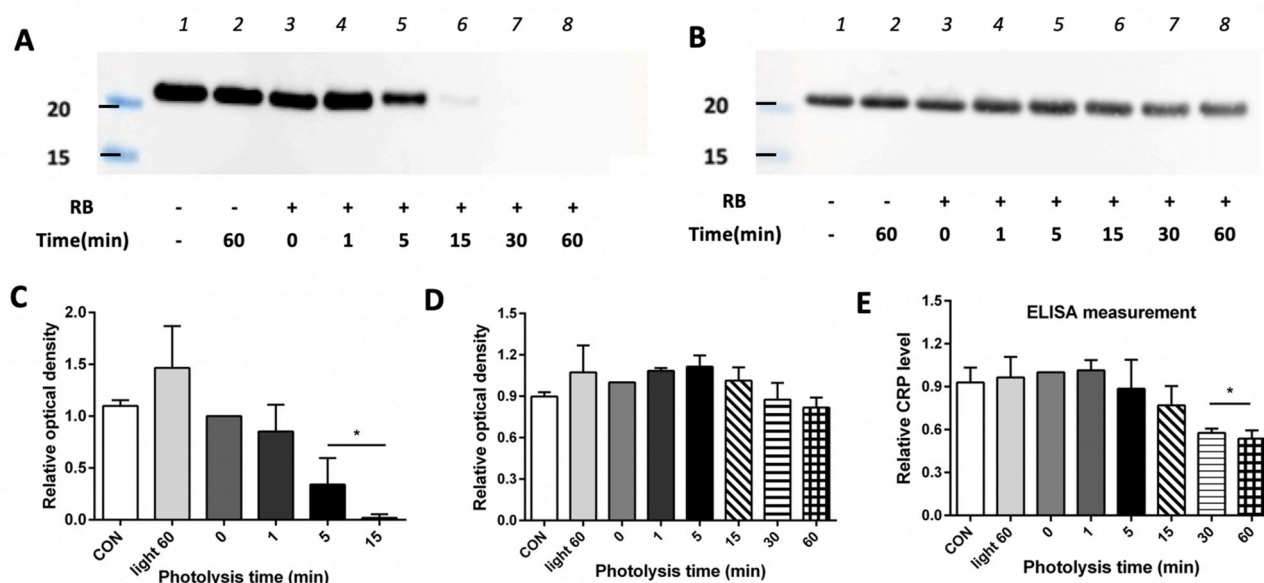 A
1 2 3 4 5 6 7 8
20
15
RB - - + + + + + +
Time(min) - 60 0 1 5 15 30 60
B
1 2 3 4 5 6 7 8
20
15
RB - - + + + + + +
Time(min) - 60 0 1 5 15 30 60
C
Relative optical density
2.0
1.5
1.0
0.5
0.0
*
CON light 60 0 1 5 15
Photolysis time (min)
D
Relative optical density
1.5
1.2
0.9
0.6
0.3
0.0
CON light 60 0 1 5 15 30 60
Photolysis time (min)
E
ELISA measurement
Relative CRP level
1.5
1.2
0.9
0.6
0.3
0.0
*
CON light 60 0 1 5 15 30 60
Photolysis time (min)